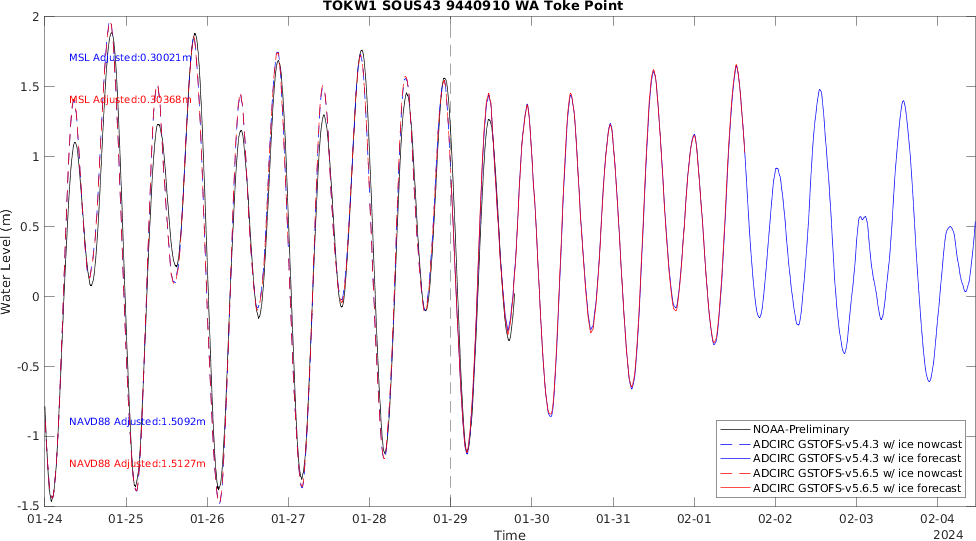 TOKW1 SOUS43 9440910 WA Toke Point
2
1.5
1
0.5
0
-0.5
-1
-1.5
Water Level (m)
MSL Adjusted:0.30021m
MSL Adjusted:0.30368m
NAVD88 Adjusted:1.5092m
NAVD88 Adjusted:1.5127m
NOAA-Preliminary
ADCIRC GSTOFS-v5.4.3 w/ ice nowcast
ADCIRC GSTOFS-v5.4.3 w/ ice forecast
ADCIRC GSTOFS-v5.6.5 w/ ice nowcast
ADCIRC GSTOFS-v5.6.5 w/ ice forecast
01-24 01-25 01-26 01-27 01-28 01-29 01-30 01-31 02-01 02-02 02-03 02-04
Time
2024